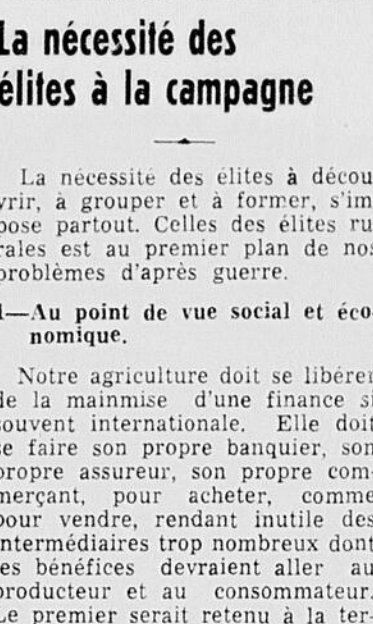 La nécessité des
élites à la campagne
La nécessité des élites à décou
vrir, à grouper et à former, s'im
pose partout. Celles des élites ru
rales est au premier plan de nos
problèmes d'après guerre.
I—Au point de vue social et éco-
nomique.
Notre agriculture doit se libérer
de la mainmise d'une finance si
souvent internationale. Elle doit
se faire son propre banquier, son
propre assureur, son propre com-
merçant, pour acheter, comme
pour vendre, rendant inutile des
intermédiaires trop nombreux dont
les bénéfices devraient aller au
producteur et au consommateur.
Le premier serait retenu à la ter-